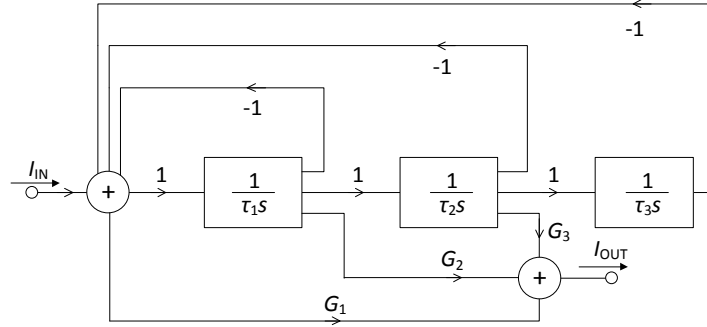 -1
-1
-1
I_IN
+
1
1
τ₁s
1
1
τ₂s
1
1
τ₃s
G₃
I_OUT
G₂
+
G₁